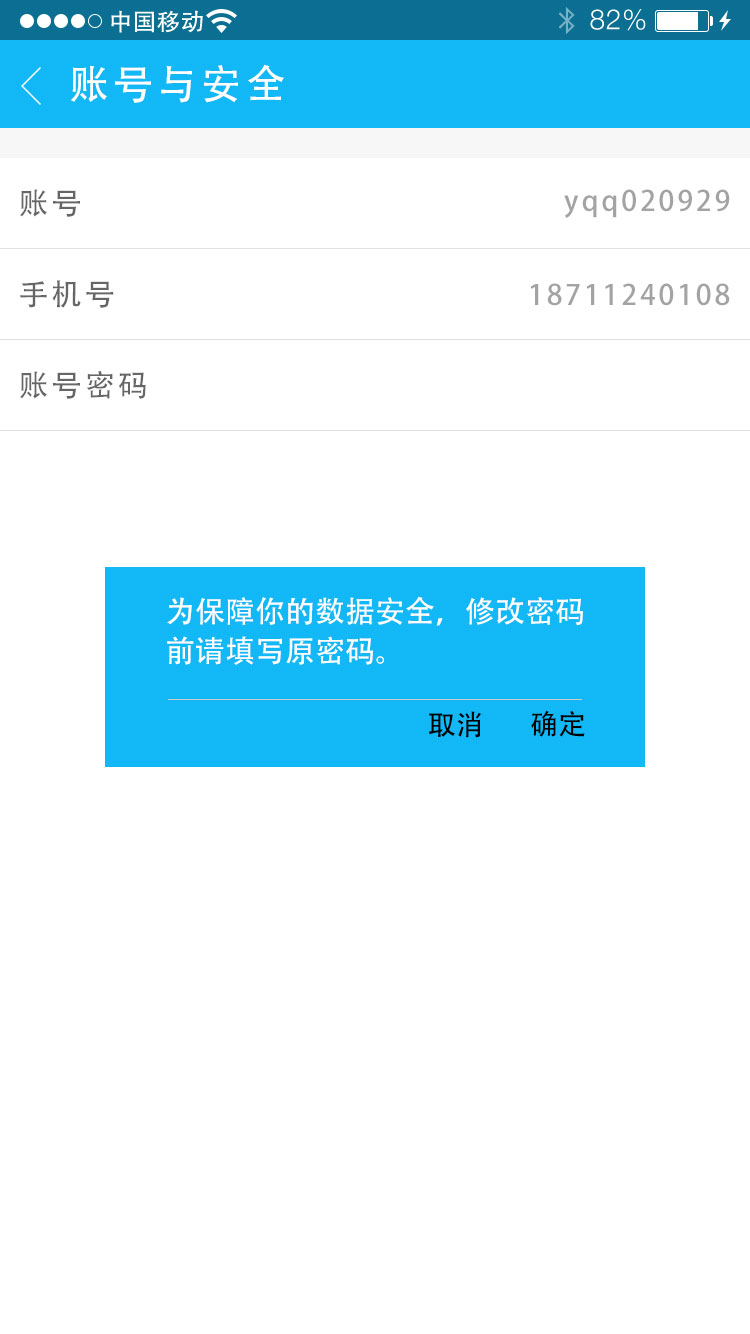 中国移动 82%
账号与安全
账号 yqq020929
手机号 18711240108
账号密码
为保障你的数据安全，修改密码
前请填写原密码。
取消 确定